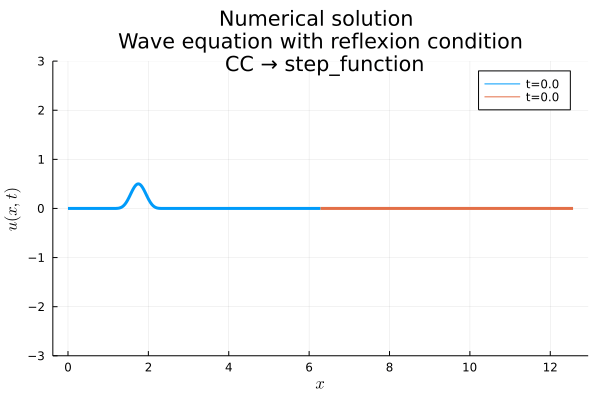 Numerical solution
Wave equation with reflexion condition
CC → step_function
t=0.0
t=0.0
3
2
1
0
−1
−2
−3
u(x, t)
0 2 4 6 8 10 12
x